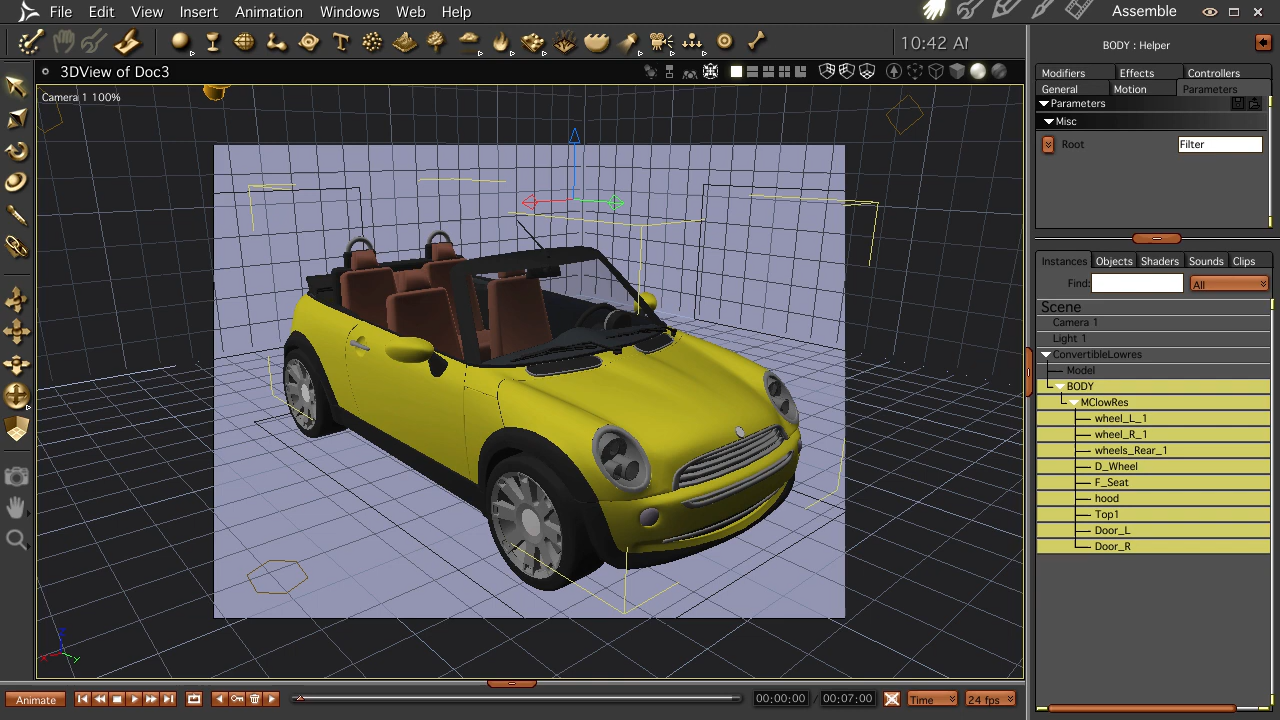 File Edit View Insert Animation Windows Web Help
Assemble
10:42 AM
3DView of Doc3
Camera 1 100%
BODY : Helper
Modifiers Effects Controllers
General Motion Parameters
Parameters
Misc
Root Filter
Instances Objects Shaders Sounds Clips
Find: All
Scene
Camera 1
Light 1
ConvertibleLowres
Model
BODY
MClowRes
wheel_L_1
wheel_R_1
wheels_Rear_1
D_Wheel
F_Seat
hood
Top1
Door_L
Door_R
Animate 00:00:00 / 00:07:00 Time 24 fps